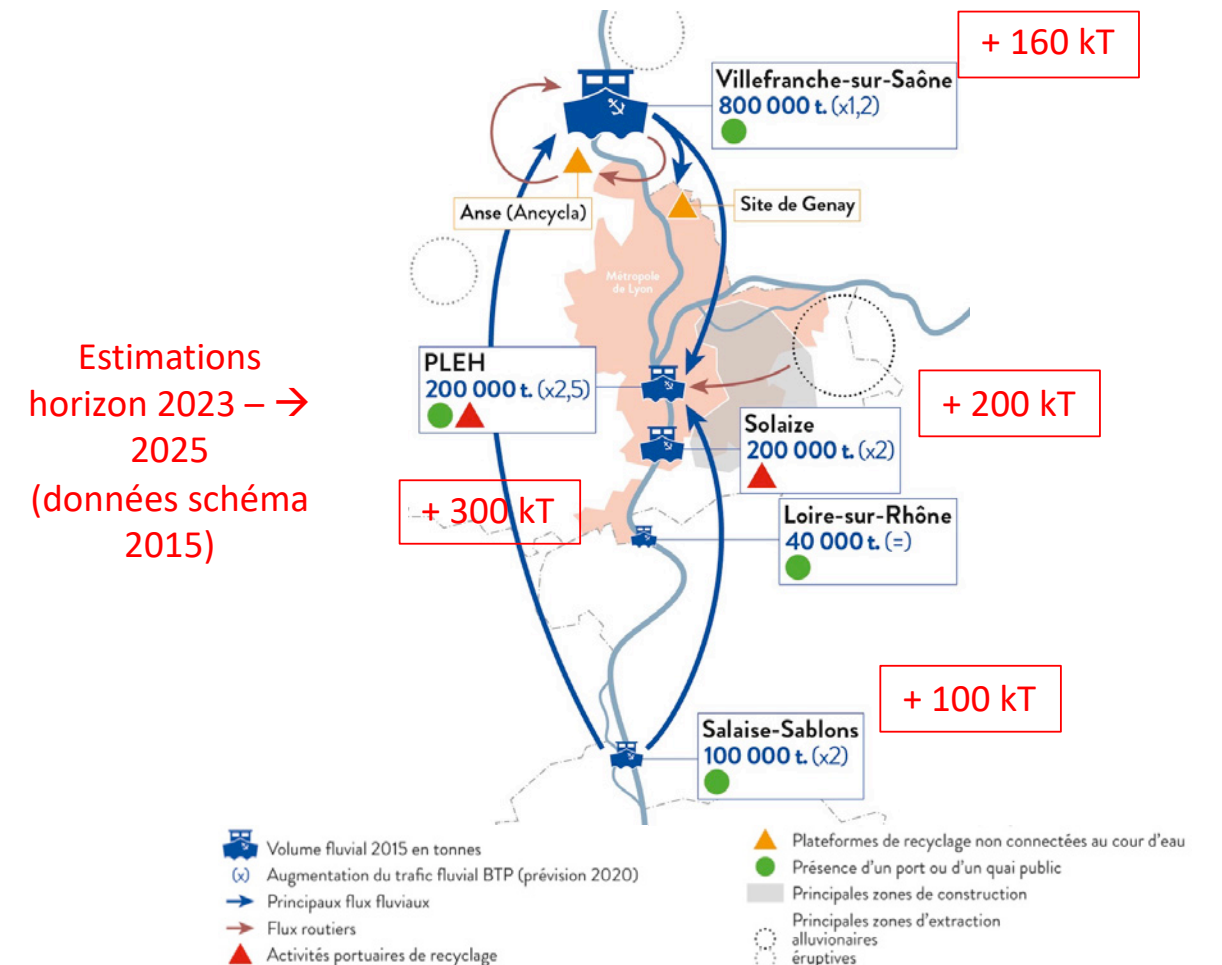 + 160 kT
Villefranche-sur-Saône
800 000 t. (x1,2)
Anse (Ancycla)
Site de Genay
Métropole
de Lyon
Estimations
horizon 2023 – →
2025
(données schéma
2015)
PLEH
200 000 t. (x2,5)
+ 200 kT
Solaize
200 000 t. (x2)
+ 300 kT
Loire-sur-Rhône
40 000 t. (=)
+ 100 kT
Salaise-Sablons
100 000 t. (x2)
Volume fluvial 2015 en tonnes
(x) Augmentation du trafic fluvial BTP (prévision 2020)
Principaux flux fluviaux
Flux routiers
Activités portuaires de recyclage
Plateformes de recyclage non connectées au cour d'eau
Présence d'un port ou d'un quai public
Principales zones de construction
Principales zones d'extraction
alluvionaires
éruptives